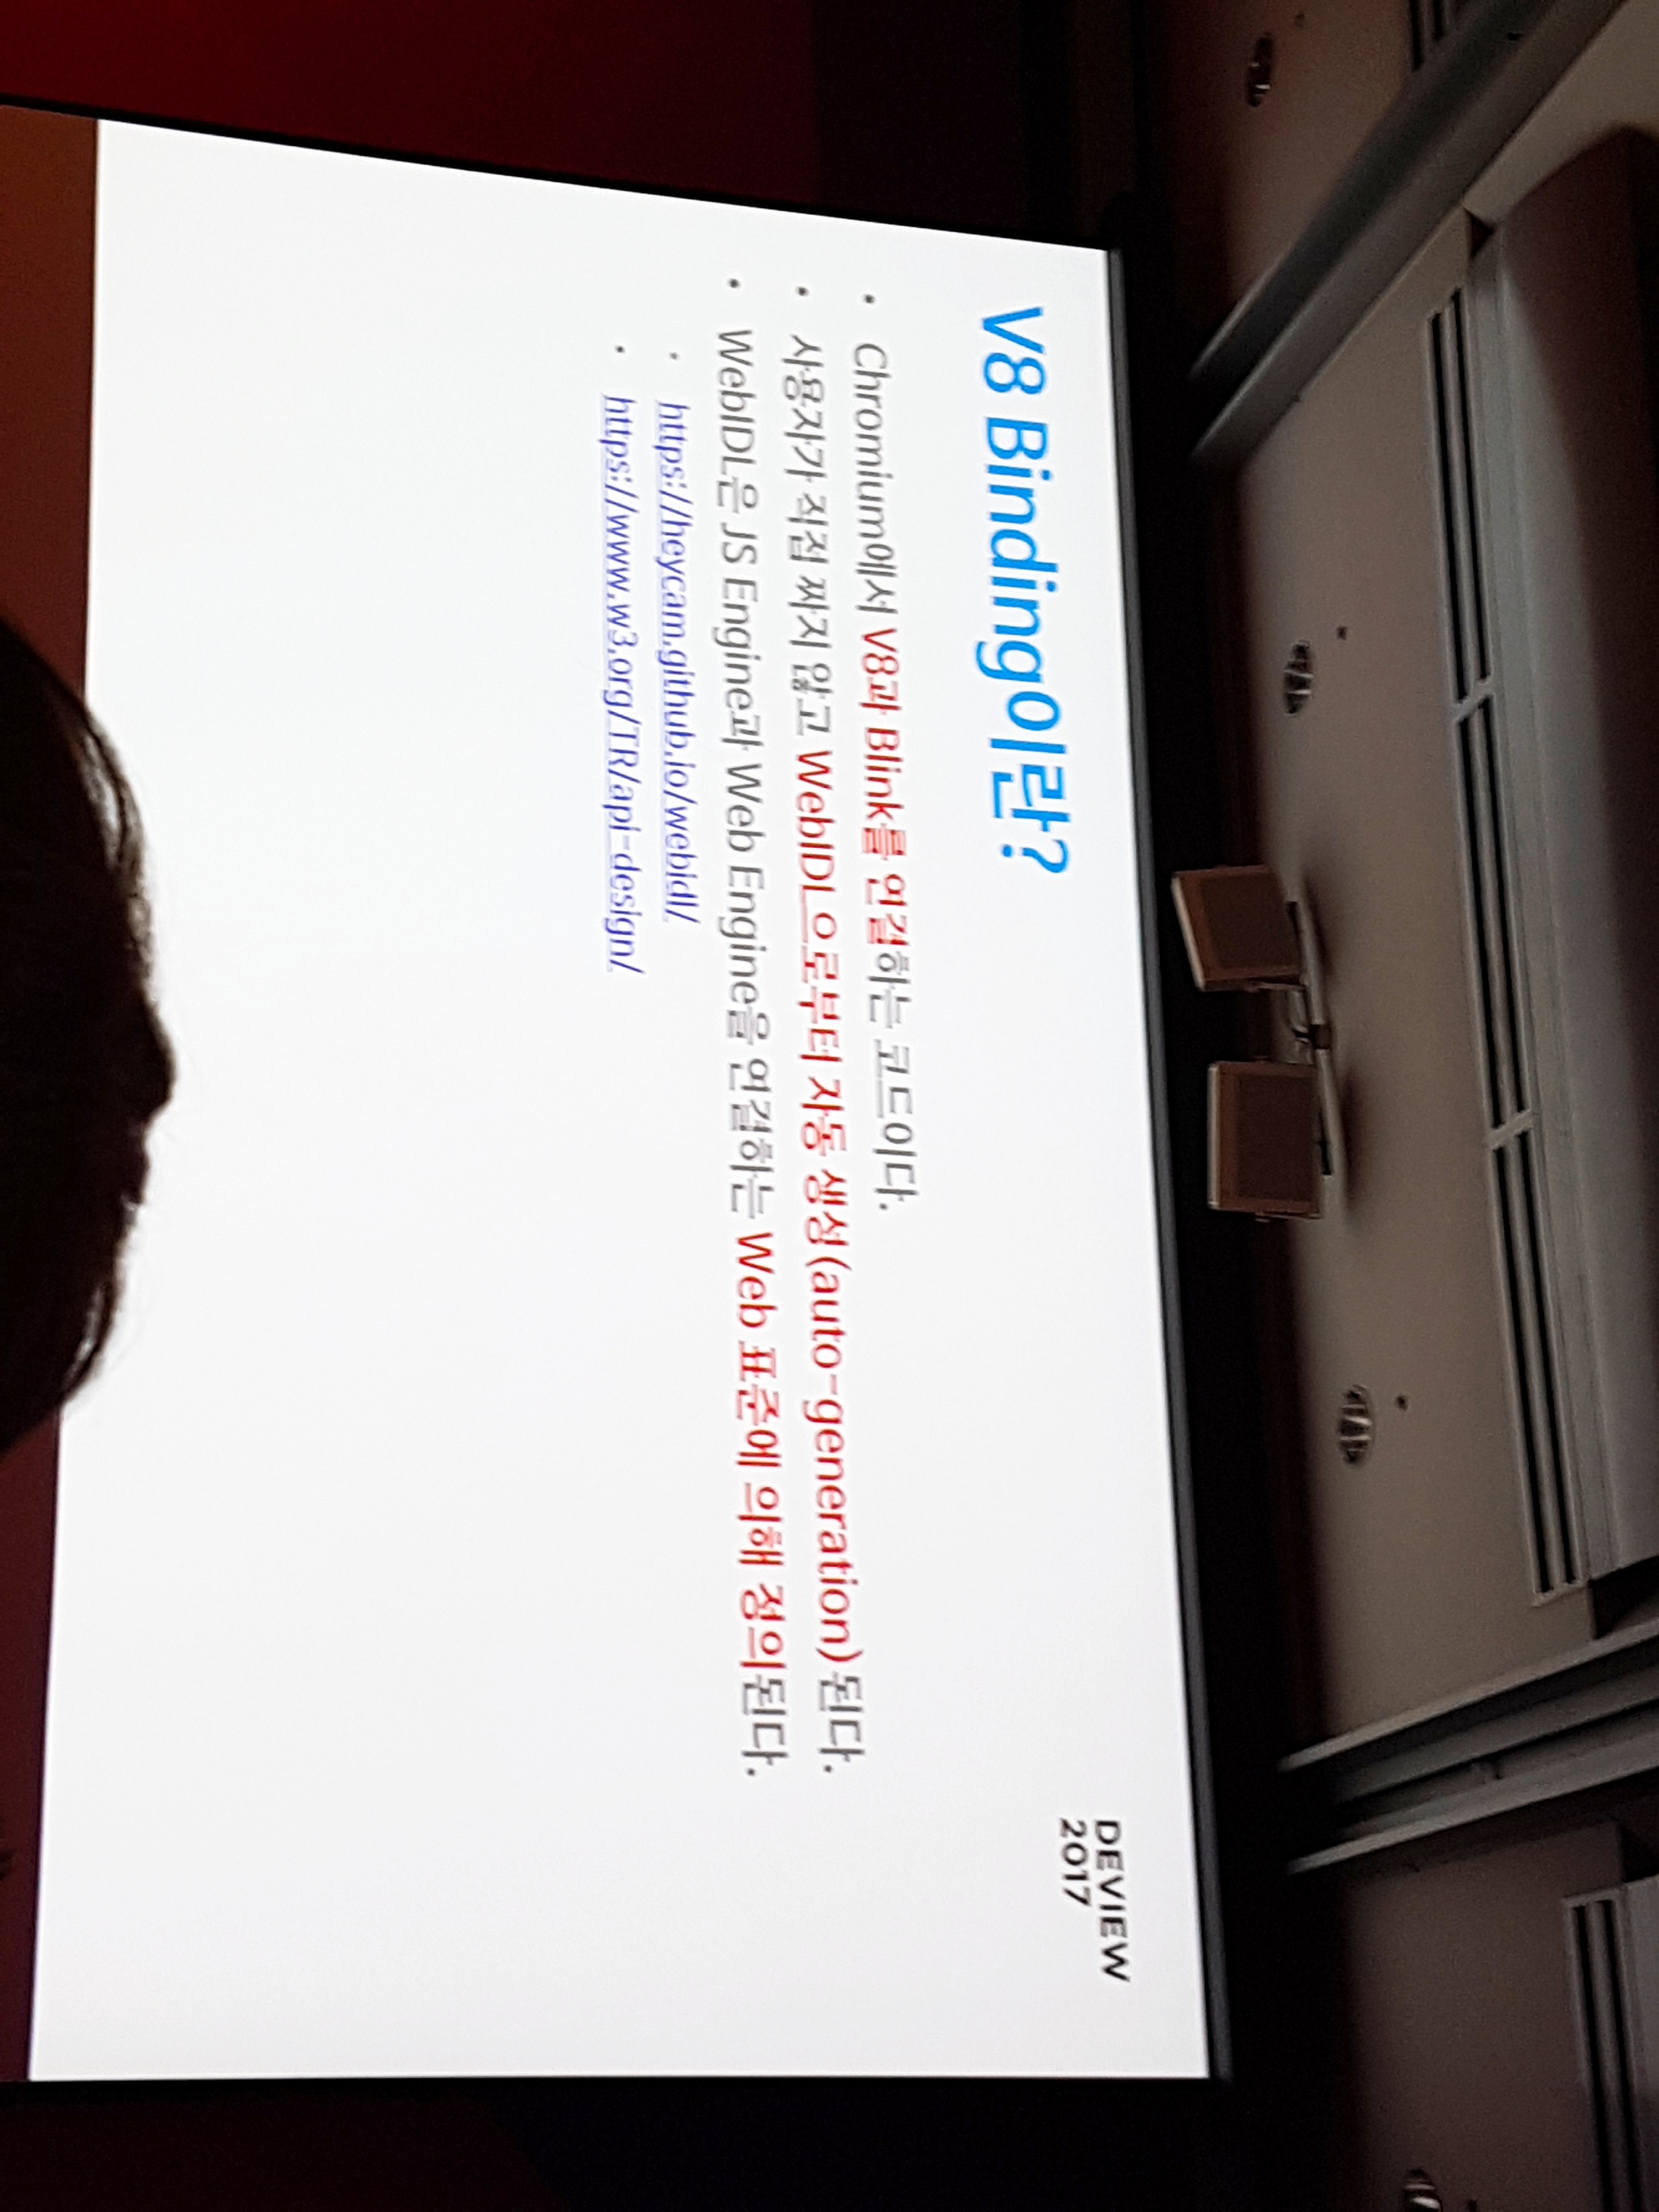 DEVIEW
2017
V8 Binding이란?
• Chromium에서 V8과 Blink를 연결하는 코드이다.
• 사용자가 직접 짜지 않고 WebIDL으로부터 자동 생성(auto-generation)된다.
• WebIDL은 JS Engine과 Web Engine을 연결하는 Web 표준에 의해 정의된다.
• https://heycam.github.io/webidl/
• https://www.w3.org/TR/api-design/